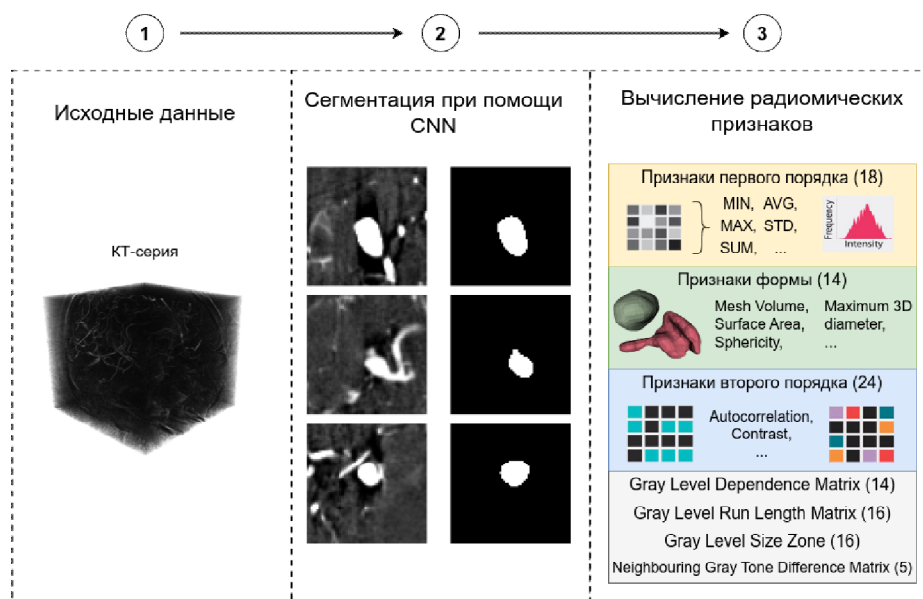 1
2
3
Исходные данные
КТ-серия
Сегментация при помощи
CNN
Вычисление радиомических
признаков
Признаки первого порядка (18)
MIN, AVG,
MAX, STD,
SUM, ...
Frequency
Intensity
Признаки формы (14)
Mesh Volume,
Surface Area,
Sphericity,
Maximum 3D
diameter,
...
Признаки второго порядка (24)
Autocorrelation,
Contrast,
...
Gray Level Dependence Matrix (14)
Gray Level Run Length Matrix (16)
Gray Level Size Zone (16)
Neighbouring Gray Tone Difference Matrix (5)